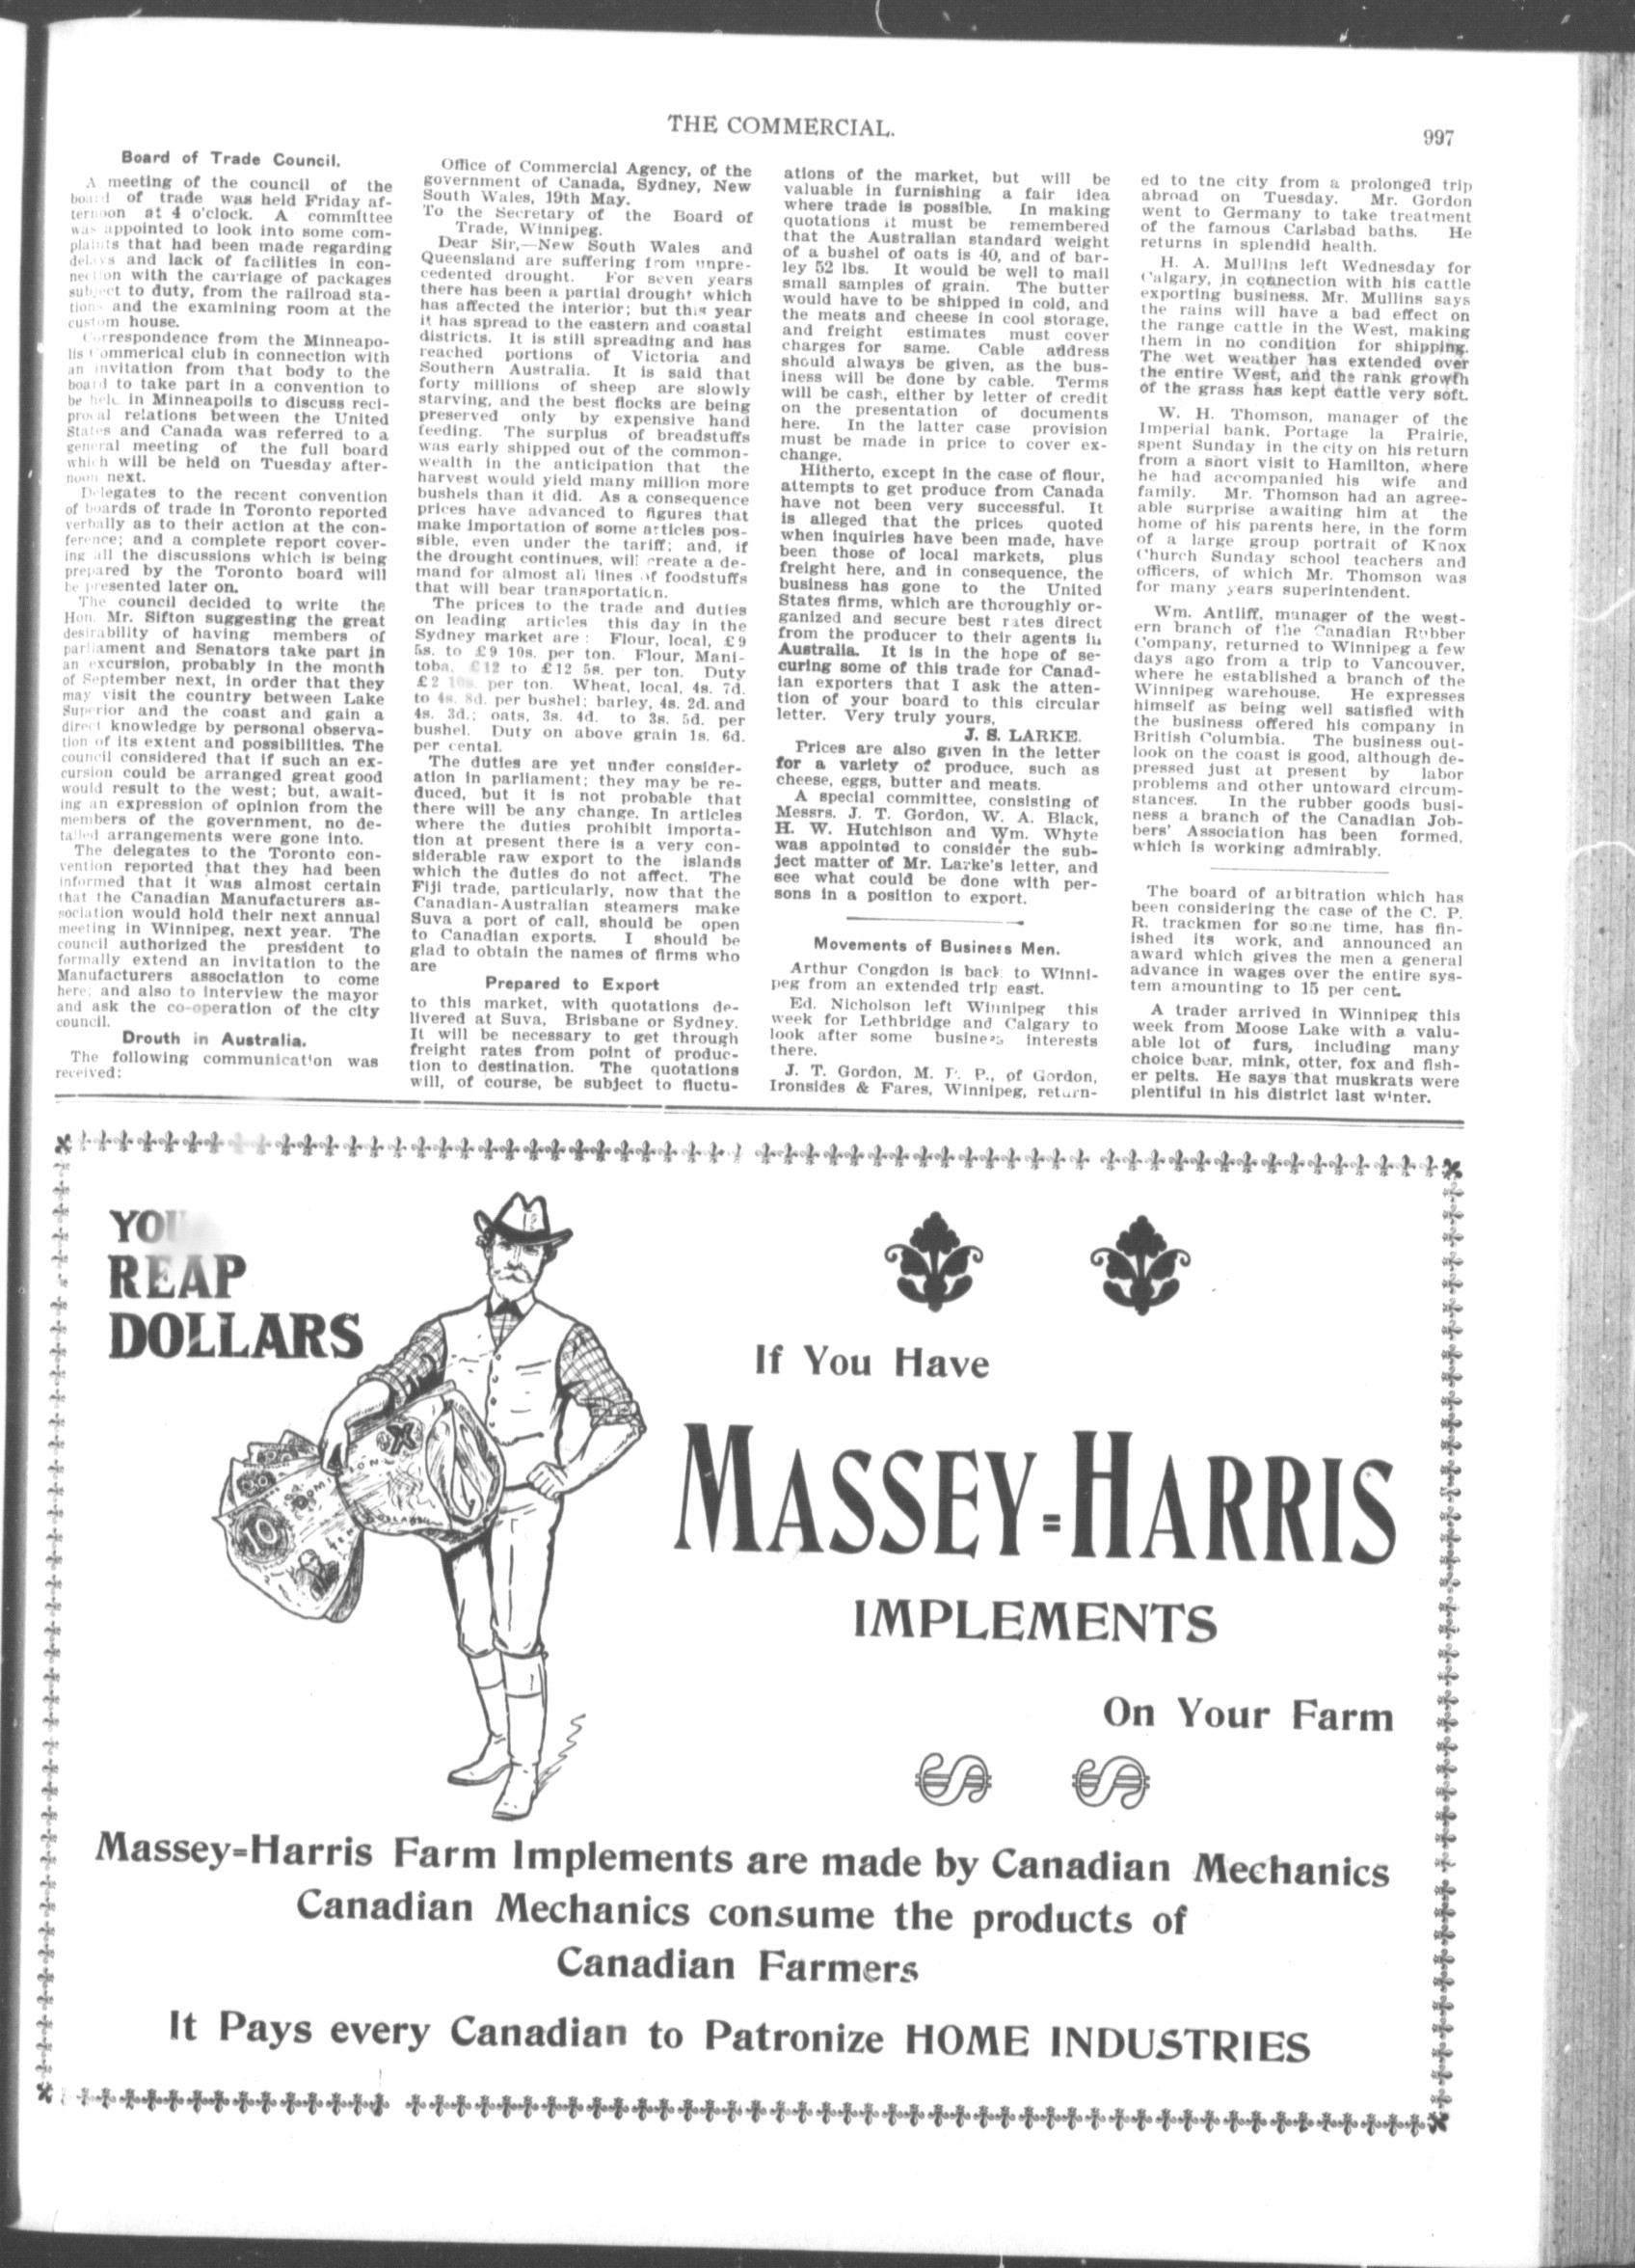 THE COMMERCIAL.
997
Board of Trade Council.
A meeting of the council of the
board of trade was held Friday af-
ternoon at 4 o'clock. A committee
was appointed to look into some com-
plaints that had been made regarding
delays and lack of facilities in con-
nection with the carriage of packages
subject to duty, from the railroad sta-
tions and the examining room at the
custom house.
Correspondence from the Minneapo-
lis Commerical club in connection with
an invitation from that body to the
board to take part in a convention to
be held in Minneapolis to discuss reci-
procal relations between the United
States and Canada was referred to a
general meeting of the full board
which will be held on Tuesday after-
noon next.
Delegates to the recent convention
of boards of trade in Toronto reported
verbally as to their action at the con-
ference; and a complete report cover-
ing all the discussions which is being
prepared by the Toronto board will
be presented later on.
The council decided to write the
Hon. Mr. Sifton suggesting the great
desirability of having members of
parliament and Senators take part in
an excursion, probably in the month
of September next, in order that they
may visit the country between Lake
Superior and the coast and gain a
direct knowledge by personal observa-
tion of its extent and possibilities. The
council considered that if such an ex-
cursion could be arranged great good
would result to the west; but, await-
ing an expression of opinion from the
members of the government, no de-
tailed arrangements were gone into.
The delegates to the Toronto con-
vention reported that they had been
informed that it was almost certain
that the Canadian Manufacturers as-
sociation would hold their next annual
meeting in Winnipeg, next year. The
council authorized the president to
formally extend an invitation to the
Manufacturers association to come
here; and also to interview the mayor
and ask the co-operation of the city
council.
Drouth in Australia.
The following communication was
received:
Office of Commercial Agency, of the
government of Canada, Sydney, New
South Wales, 19th May.
To the Secretary of the Board of
Trade, Winnipeg.
Dear Sir,—New South Wales and
Queensland are suffering from unpre-
cedented drought. For seven years
there has been a partial drought which
has affected the interior; but this year
it has spread to the eastern and coastal
districts. It is still spreading and has
reached portions of Victoria and
Southern Australia. It is said that
forty millions of sheep are slowly
starving, and the best flocks are being
preserved only by expensive hand
feeding. The surplus of breadstuffs
was early shipped out of the common-
wealth in the anticipation that the
harvest would yield many million more
bushels than it did. As a consequence
prices have advanced to figures that
make importation of some articles pos-
sible, even under the tariff; and, if
the drought continues, will create a de-
mand for almost all lines of foodstuffs
that will bear transportation.
The prices to the trade and duties
on leading articles this day in the
Sydney market are: Flour, local, £9
5s. to £9 10s. per ton. Flour, Mani-
toba, £12 to £12 5s. per ton. Duty
£2 10s. per ton. Wheat, local, 4s. 7d.
to 4s. 8d. per bushel; barley, 4s. 2d. and
4s. 3d.; oats, 3s. 4d. to 3s. 5d. per
bushel. Duty on above grain 1s. 6d.
per cental.
The duties are yet under consider-
ation in parliament; they may be re-
duced, but it is not probable that
there will be any change. In articles
where the duties prohibit importa-
tion at present there is a very con-
siderable raw export to the islands
which the duties do not affect. The
Fiji trade, particularly, now that the
Canadian-Australian steamers make
Suva a port of call, should be open
to Canadian exports. I should be
glad to obtain the names of firms who
are
Prepared to Export
to this market, with quotations de-
livered at Suva, Brisbane or Sydney.
It will be necessary to get through
freight rates from point of produc-
tion to destination. The quotations
will, of course, be subject to fluctu-
ations of the market, but will be
valuable in furnishing a fair idea
where trade is possible. In making
quotations it must be remembered
that the Australian standard weight
of a bushel of oats is 40, and of bar-
ley 52 lbs. It would be well to mail
small samples of grain. The butter
would have to be shipped in cold, and
the meats and cheese in cool storage,
and freight estimates must cover
charges for same. Cable address
should always be given, as the bus-
iness will be done by cable. Terms
will be cash, either by letter of credit
on the presentation of documents
here. In the latter case provision
must be made in price to cover ex-
change.
Hitherto, except in the case of flour,
attempts to get produce from Canada
have not been very successful. It
is alleged that the prices quoted
when inquiries have been made, have
been those of local markets, plus
freight here, and in consequence, the
business has gone to the United
States firms, which are thoroughly or-
ganized and secure best rates direct
from the producer to their agents in
Australia. It is in the hope of se-
curing some of this trade for Canad-
ian exporters that I ask the atten-
tion of your board to this circular
letter. Very truly yours,
J. S. LARKE.
Prices are also given in the letter
for a variety of produce, such as
cheese, eggs, butter and meats.
A special committee, consisting of
Messrs. J. T. Gordon, W. A. Black,
H. W. Hutchison and Wm. Whyte
was appointed to consider the sub-
ject matter of Mr. Larke's letter, and
see what could be done with per-
sons in a position to export.
Movements of Business Men.
Arthur Congdon is back to Winni-
peg from an extended trip east.
Ed. Nicholson left Winnipeg this
week for Lethbridge and Calgary to
look after some business interests
there.
J. T. Gordon, M. P. P., of Gordon,
Ironsides & Fares, Winnipeg, return-
ed to the city from a prolonged trip
abroad on Tuesday. Mr. Gordon
went to Germany to take treatment
of the famous Carlsbad baths. He
returns in splendid health.
H. A. Mullins left Wednesday for
Calgary, in connection with his cattle
exporting business. Mr. Mullins says
the rains will have a bad effect on
the range cattle in the West, making
them in no condition for shipping.
The wet weather has extended over
the entire West, and the rank growth
of the grass has kept cattle very soft.
W. H. Thomson, manager of the
Imperial bank, Portage la Prairie,
spent Sunday in the city on his return
from a short visit to Hamilton, where
he had accompanied his wife and
family. Mr. Thomson had an agree-
able surprise awaiting him at the
home of his parents here, in the form
of a large group portrait of Knox
Church Sunday school teachers and
officers, of which Mr. Thomson was
for many years superintendent.
Wm. Antliff, manager of the west-
ern branch of the Canadian Rubber
Company, returned to Winnipeg a few
days ago from a trip to Vancouver,
where he established a branch of the
Winnipeg warehouse. He expresses
himself as being well satisfied with
the business offered his company in
British Columbia. The business out-
look on the coast is good, although de-
pressed just at present by labor
problems and other untoward circum-
stances. In the rubber goods busi-
ness a branch of the Canadian Job-
bers' Association has been formed,
which is working admirably.
The board of arbitration which has
been considering the case of the C. P.
R. trackmen for some time, has fin-
ished its work, and announced an
award which gives the men a general
advance in wages over the entire sys-
tem amounting to 15 per cent.
A trader arrived in Winnipeg this
week from Moose Lake with a valu-
able lot of furs, including many
choice bear, mink, otter, fox and fish-
er pelts. He says that muskrats were
plentiful in his district last winter.
YOU
REAP
DOLLARS
10
X
If You Have
MASSEY=HARRIS
IMPLEMENTS
On Your Farm
$ $
Massey=Harris Farm Implements are made by Canadian Mechanics
Canadian Mechanics consume the products of
Canadian Farmers
It Pays every Canadian to Patronize HOME INDUSTRIES